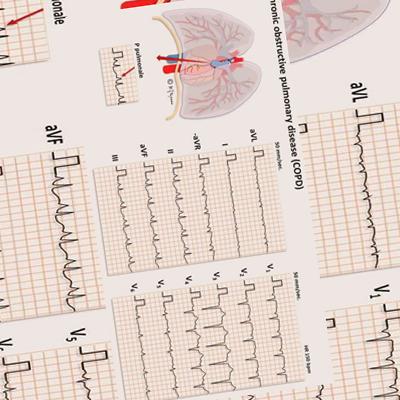 onale
P pulmonale
hronic obstructive pulmonary disease (COPD)
aVL
aVF
50 mm/sec.
aVL
I
-aVR
II
aVF
III
50 mm/sec.
V₁
V₂
V₃
V₄
V₅
V₆
V₁
V₅